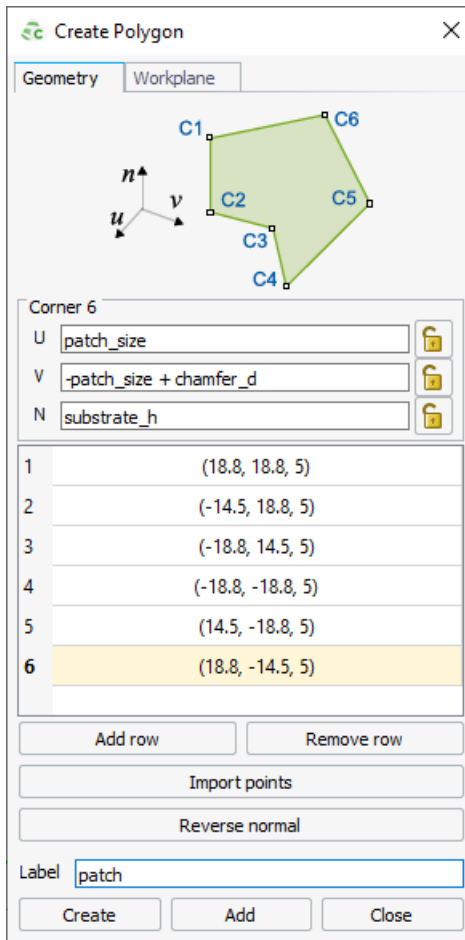 Create Polygon
Geometry Workplane
C1 C6
n v u C2 C5
C3
C4
Corner 6
U patch_size
V -patch_size + chamfer_d
N substrate_h
1 (18.8, 18.8, 5)
2 (-14.5, 18.8, 5)
3 (-18.8, 14.5, 5)
4 (-18.8, -18.8, 5)
5 (14.5, -18.8, 5)
6 (18.8, -14.5, 5)
Add row Remove row
Import points
Reverse normal
Label patch
Create Add Close